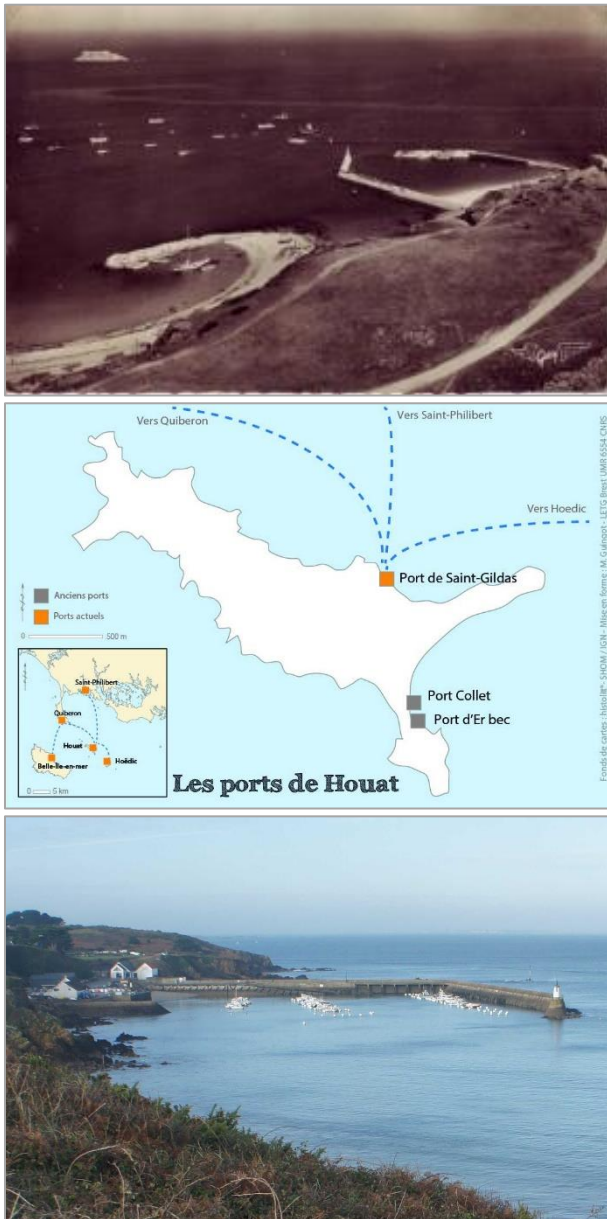 Vers Quiberon
Vers Saint-Philibert
Vers Hoedic
Port de Saint-Gildas
Anciens ports
Ports actuels
0 500 m
Port Collet
Port d'Er bec
Saint-Philibert
Quiberon
Houat
Hoëdic
Belle-Île-en-mer
0 5 km
Les ports de Houat
Fonds de cartes : SHOM / IGN - Mise en forme : M. - LETG Brest UMR 6554 CNRS